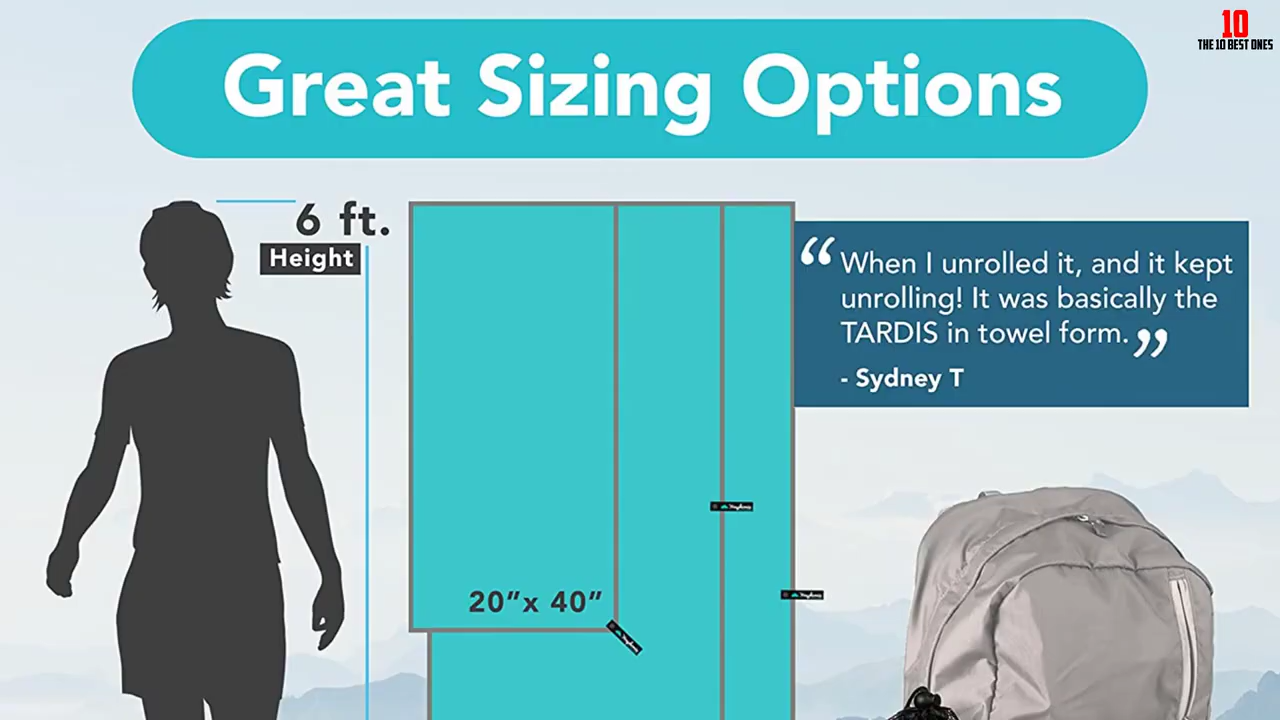 10
THE 10 BEST ONES
Great Sizing Options
6 ft.
Height
“When I unrolled it, and it kept
unrolling! It was basically the
TARDIS in towel form.”
- Sydney T
20”x 40”